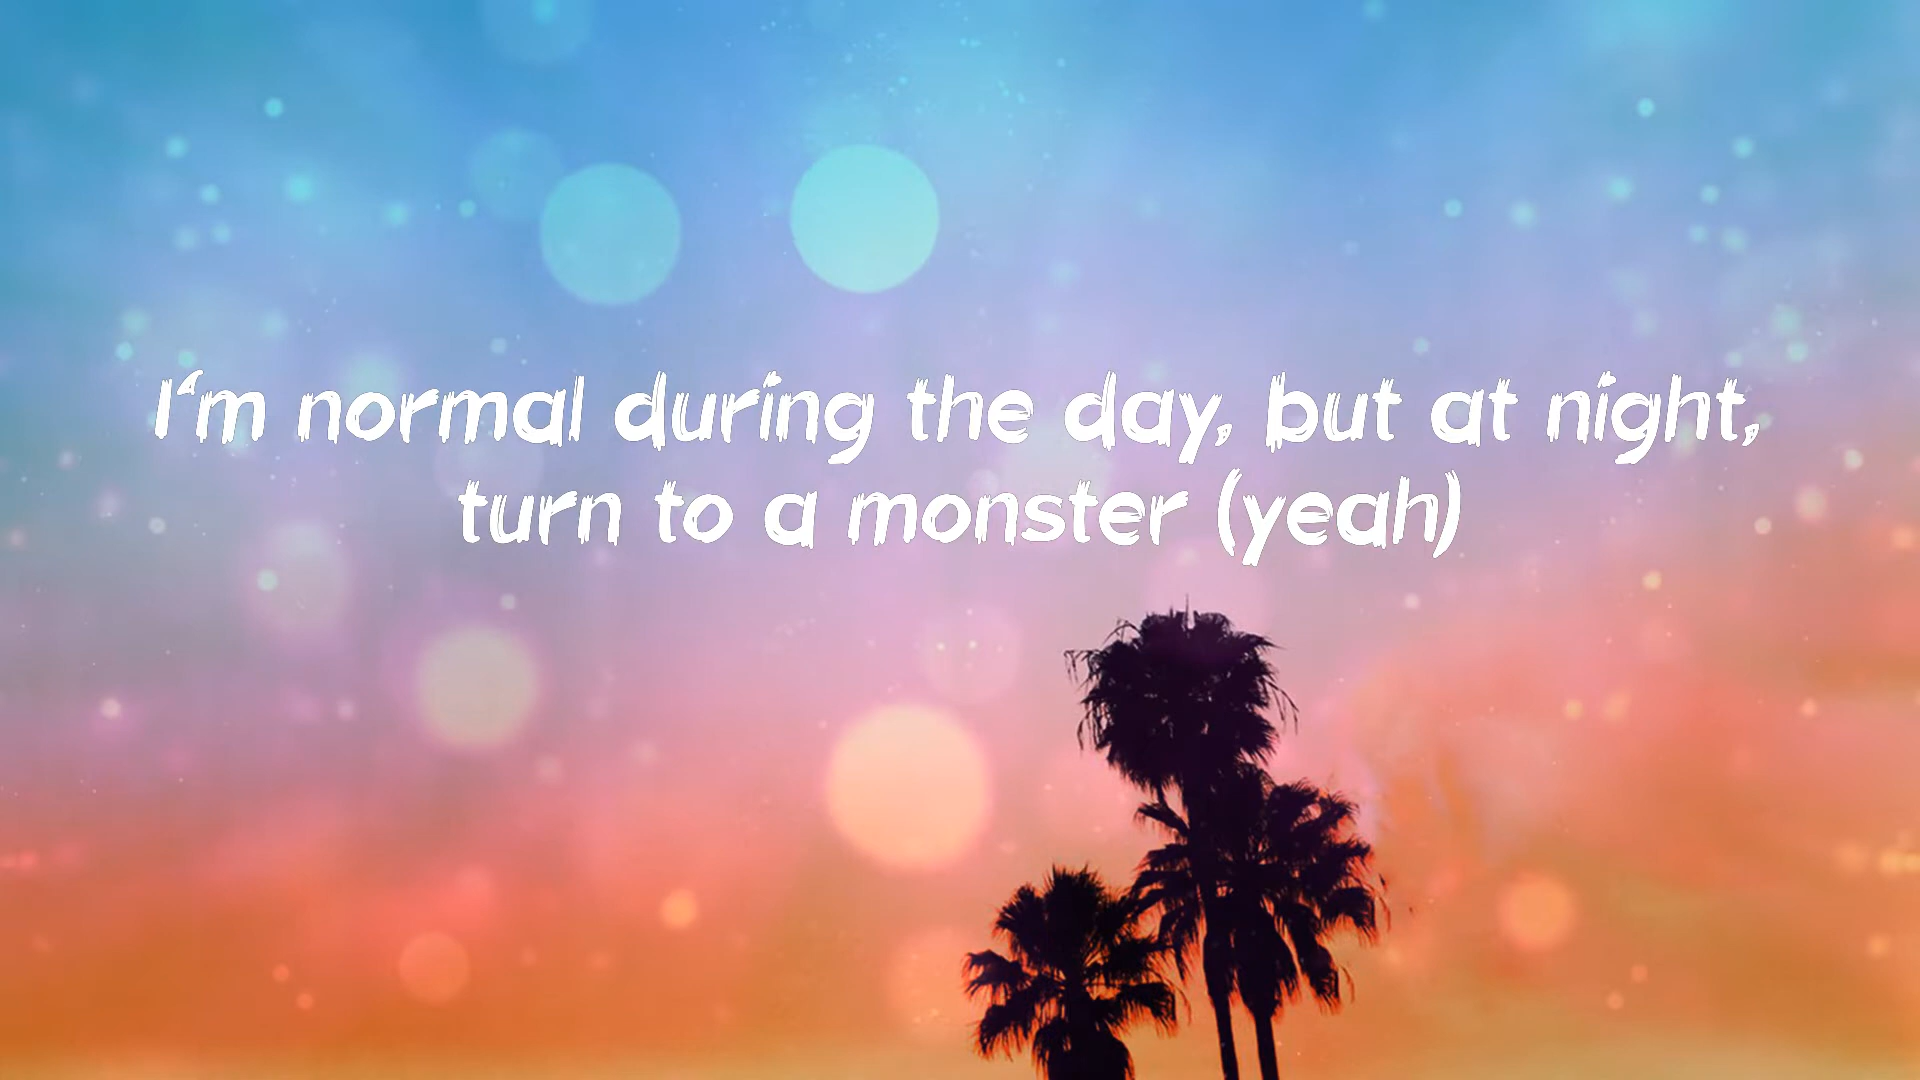 I‘m normal during the day, but at night,
turn to a monster (yeah)